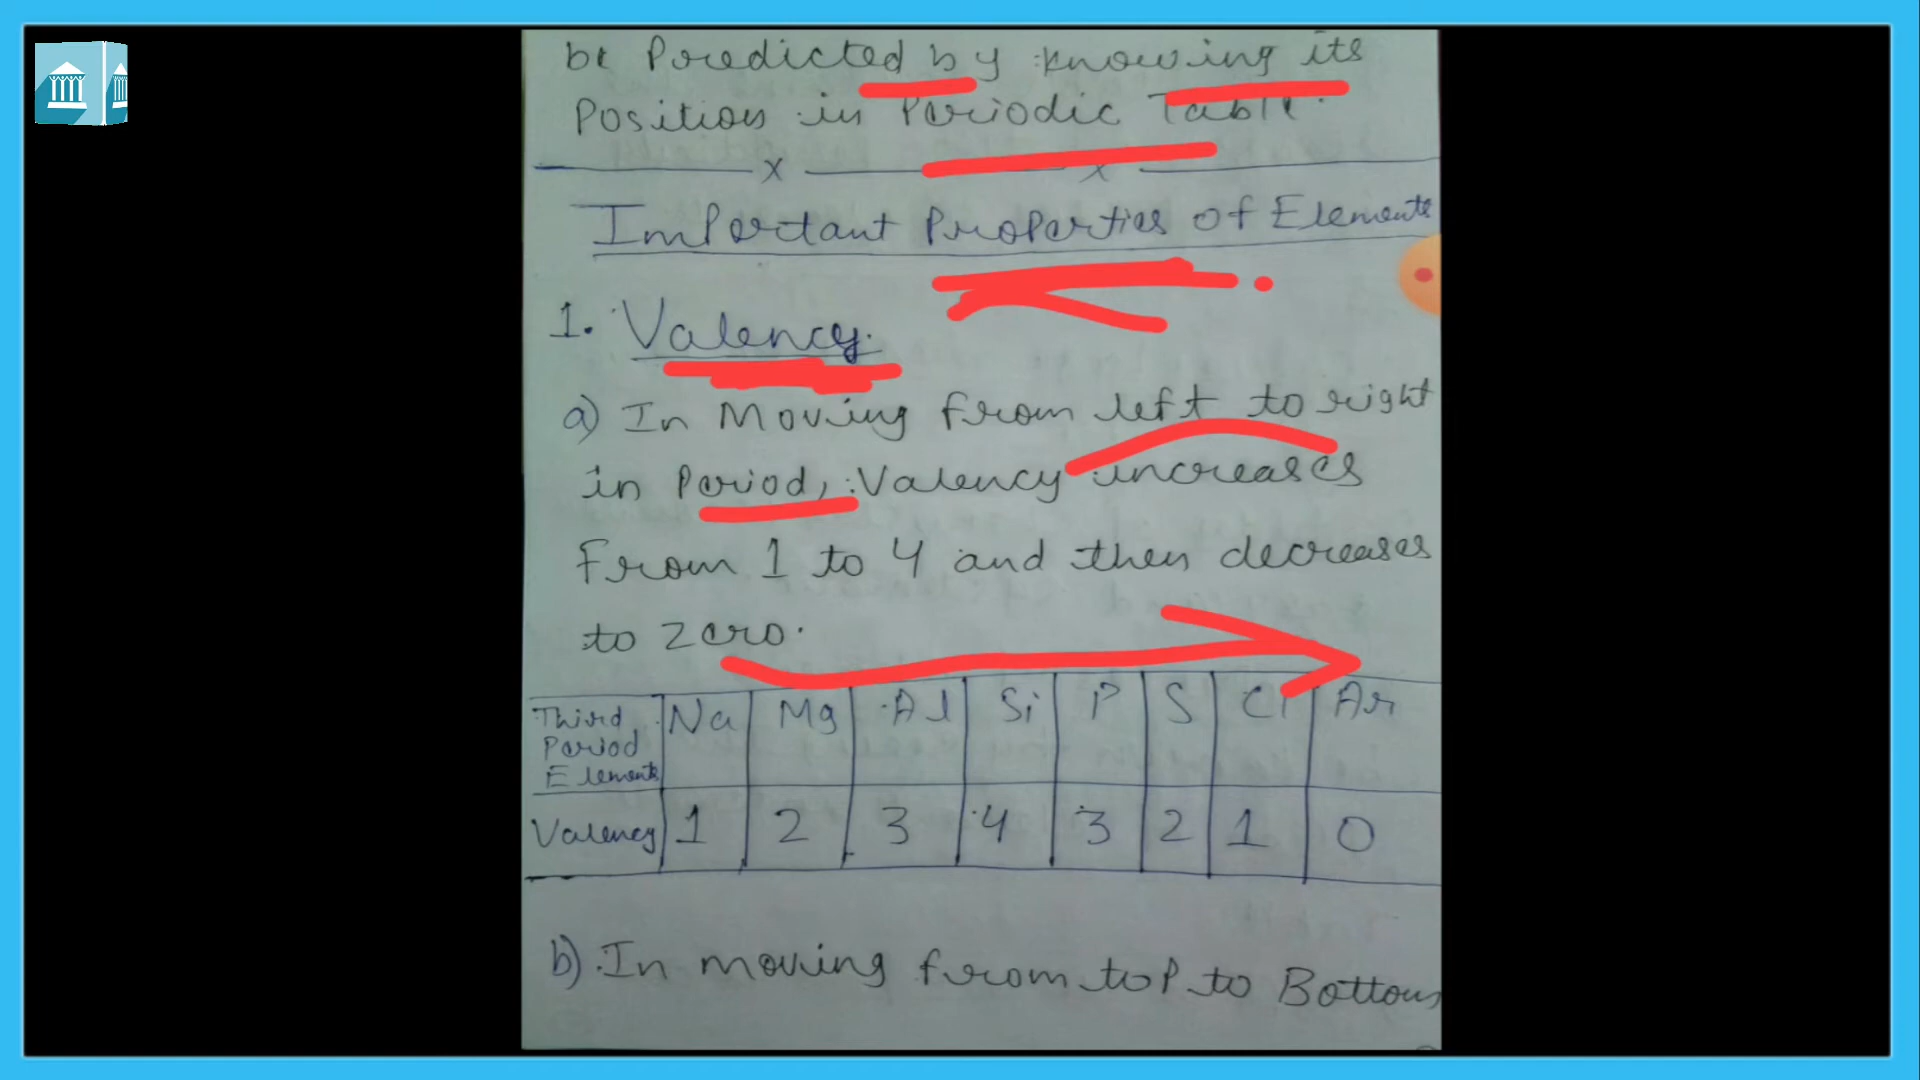 be Predicted by knowing its
Position in Periodic Table.
x x
Important Properties of Elements
1. Valency.
a) In Moving from left to right
in Period, Valency increases
From 1 to 4 and then decreases
to zero.
Third Period Elements Na Mg Al Si P S Cl Ar
Valency 1 2 3 4 3 2 1 0
b) In moving from top to Bottom